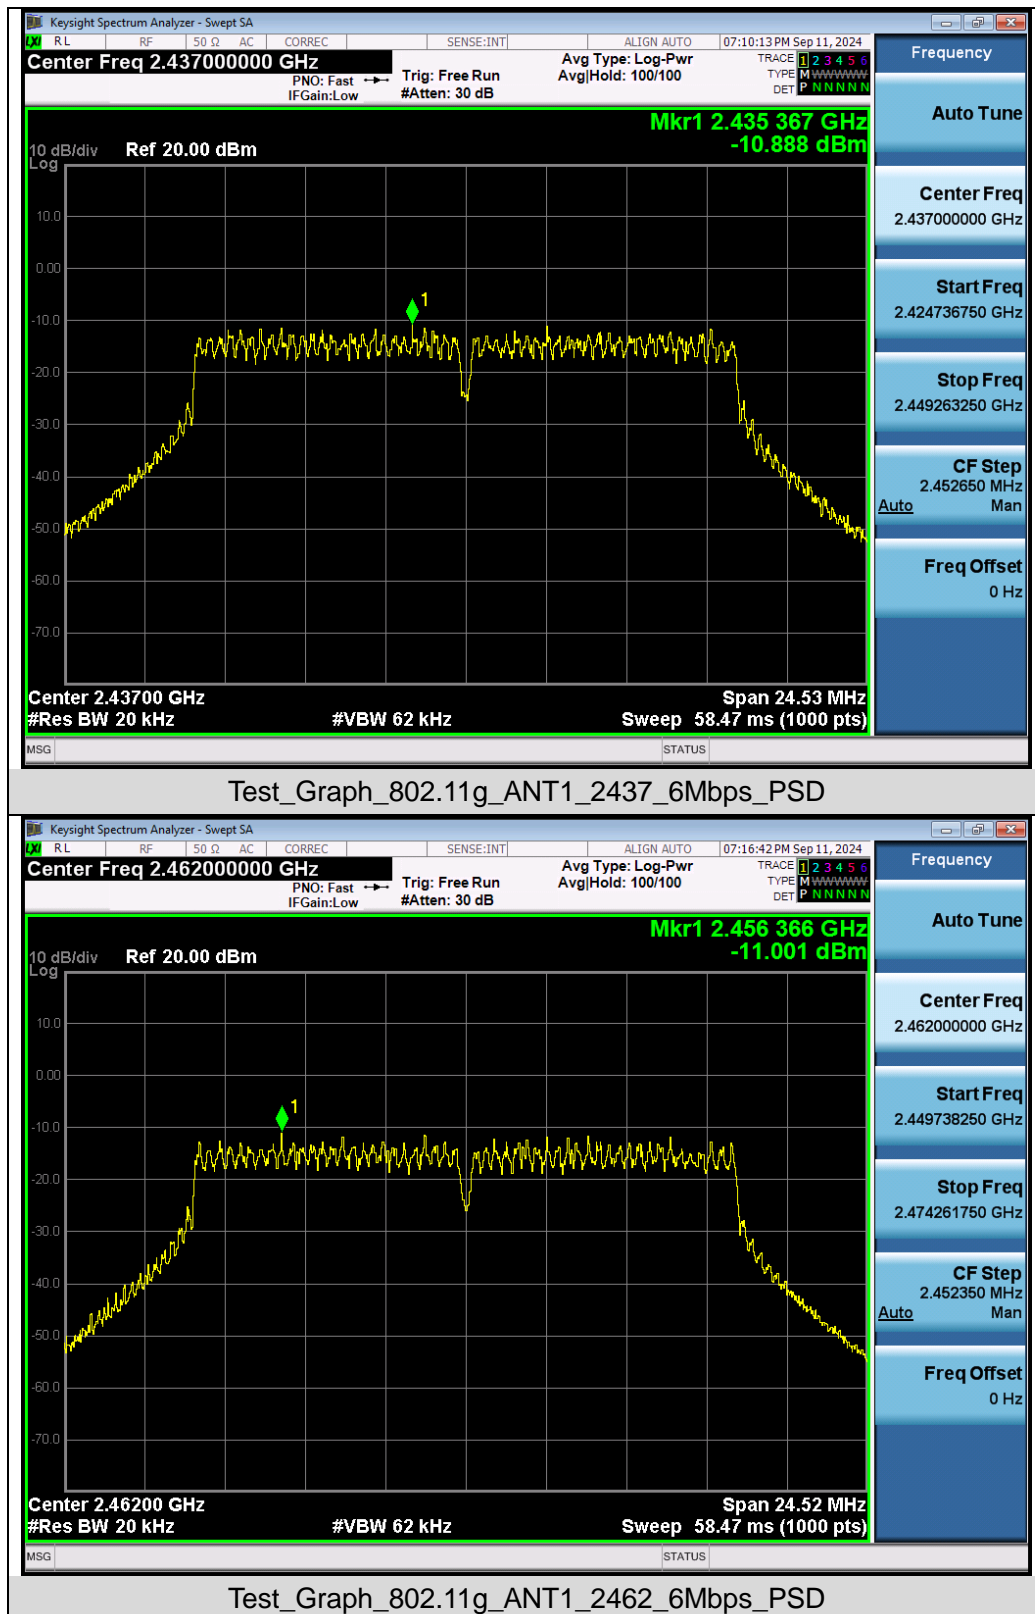 Keysight Spectrum Analyzer - Swept SA
LXI RL RF 50 Ω AC CORREC SENSE:INT ALIGN AUTO 07:10:13 PM Sep 11, 2024
Center Freq 2.437000000 GHz
PNO: Fast
IFGain:Low
Trig: Free Run
#Atten: 30 dB
Avg Type: Log-Pwr
Avg|Hold: 100/100
TRACE 1 2 3 4 5 6
TYPE M WWWWW
DET P N N N N N
Mkr1 2.435 367 GHz
-10.888 dBm
10 dB/div
Log
Ref 20.00 dBm
10.0
0.00
-10.0
-20.0
-30.0
-40.0
-50.0
-60.0
-70.0
1
Center 2.43700 GHz
Span 24.53 MHz
#Res BW 20 kHz
#VBW 62 kHz
Sweep 58.47 ms (1000 pts)
MSG
STATUS
Frequency
Auto Tune
Center Freq
2.437000000 GHz
Start Freq
2.424736750 GHz
Stop Freq
2.449263250 GHz
CF Step
2.452650 MHz
Auto Man
Freq Offset
0 Hz
Test_Graph_802.11g_ANT1_2437_6Mbps_PSD
Keysight Spectrum Analyzer - Swept SA
LXI RL RF 50 Ω AC CORREC SENSE:INT ALIGN AUTO 07:16:42 PM Sep 11, 2024
Center Freq 2.462000000 GHz
PNO: Fast
IFGain:Low
Trig: Free Run
#Atten: 30 dB
Avg Type: Log-Pwr
Avg|Hold: 100/100
TRACE 1 2 3 4 5 6
TYPE M WWWWW
DET P N N N N N
Mkr1 2.456 366 GHz
-11.001 dBm
10 dB/div
Log
Ref 20.00 dBm
10.0
0.00
-10.0
-20.0
-30.0
-40.0
-50.0
-60.0
-70.0
1
Center 2.46200 GHz
Span 24.52 MHz
#Res BW 20 kHz
#VBW 62 kHz
Sweep 58.47 ms (1000 pts)
MSG
STATUS
Frequency
Auto Tune
Center Freq
2.462000000 GHz
Start Freq
2.449738250 GHz
Stop Freq
2.474261750 GHz
CF Step
2.452350 MHz
Auto Man
Freq Offset
0 Hz
Test_Graph_802.11g_ANT1_2462_6Mbps_PSD